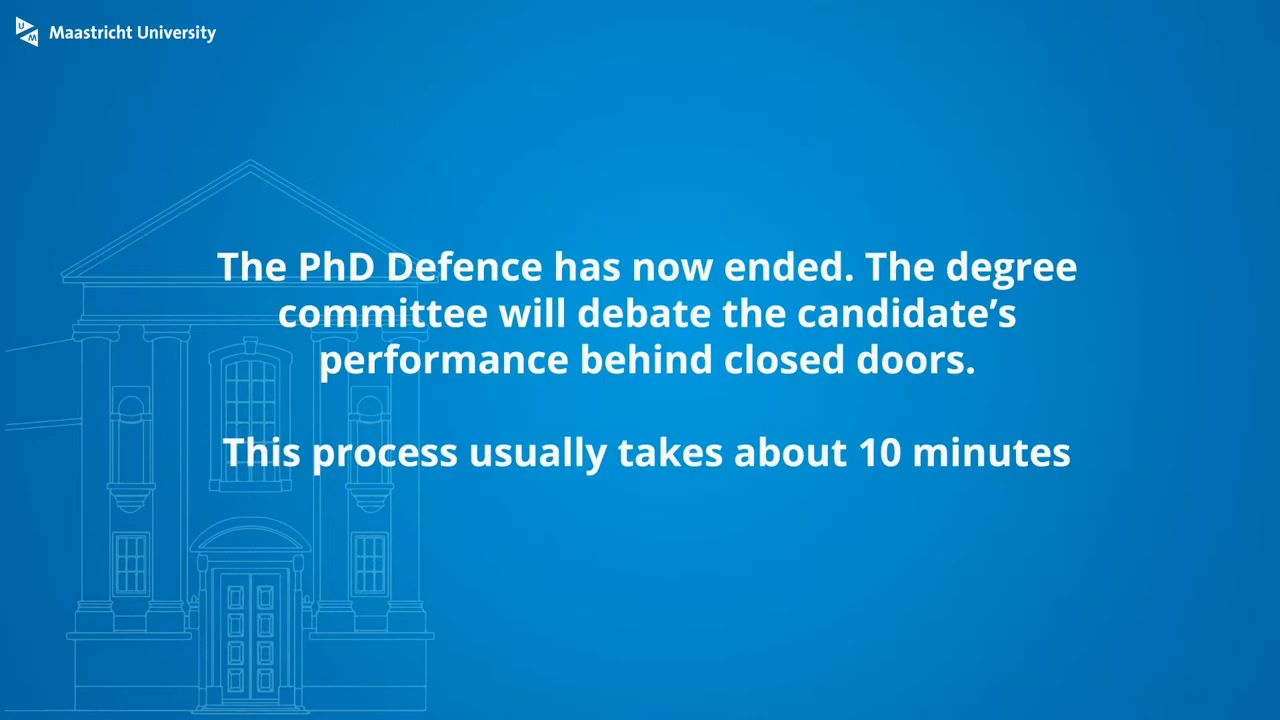 UM
Maastricht University
The PhD Defence has now ended. The degree
committee will debate the candidate’s
performance behind closed doors.
This process usually takes about 10 minutes